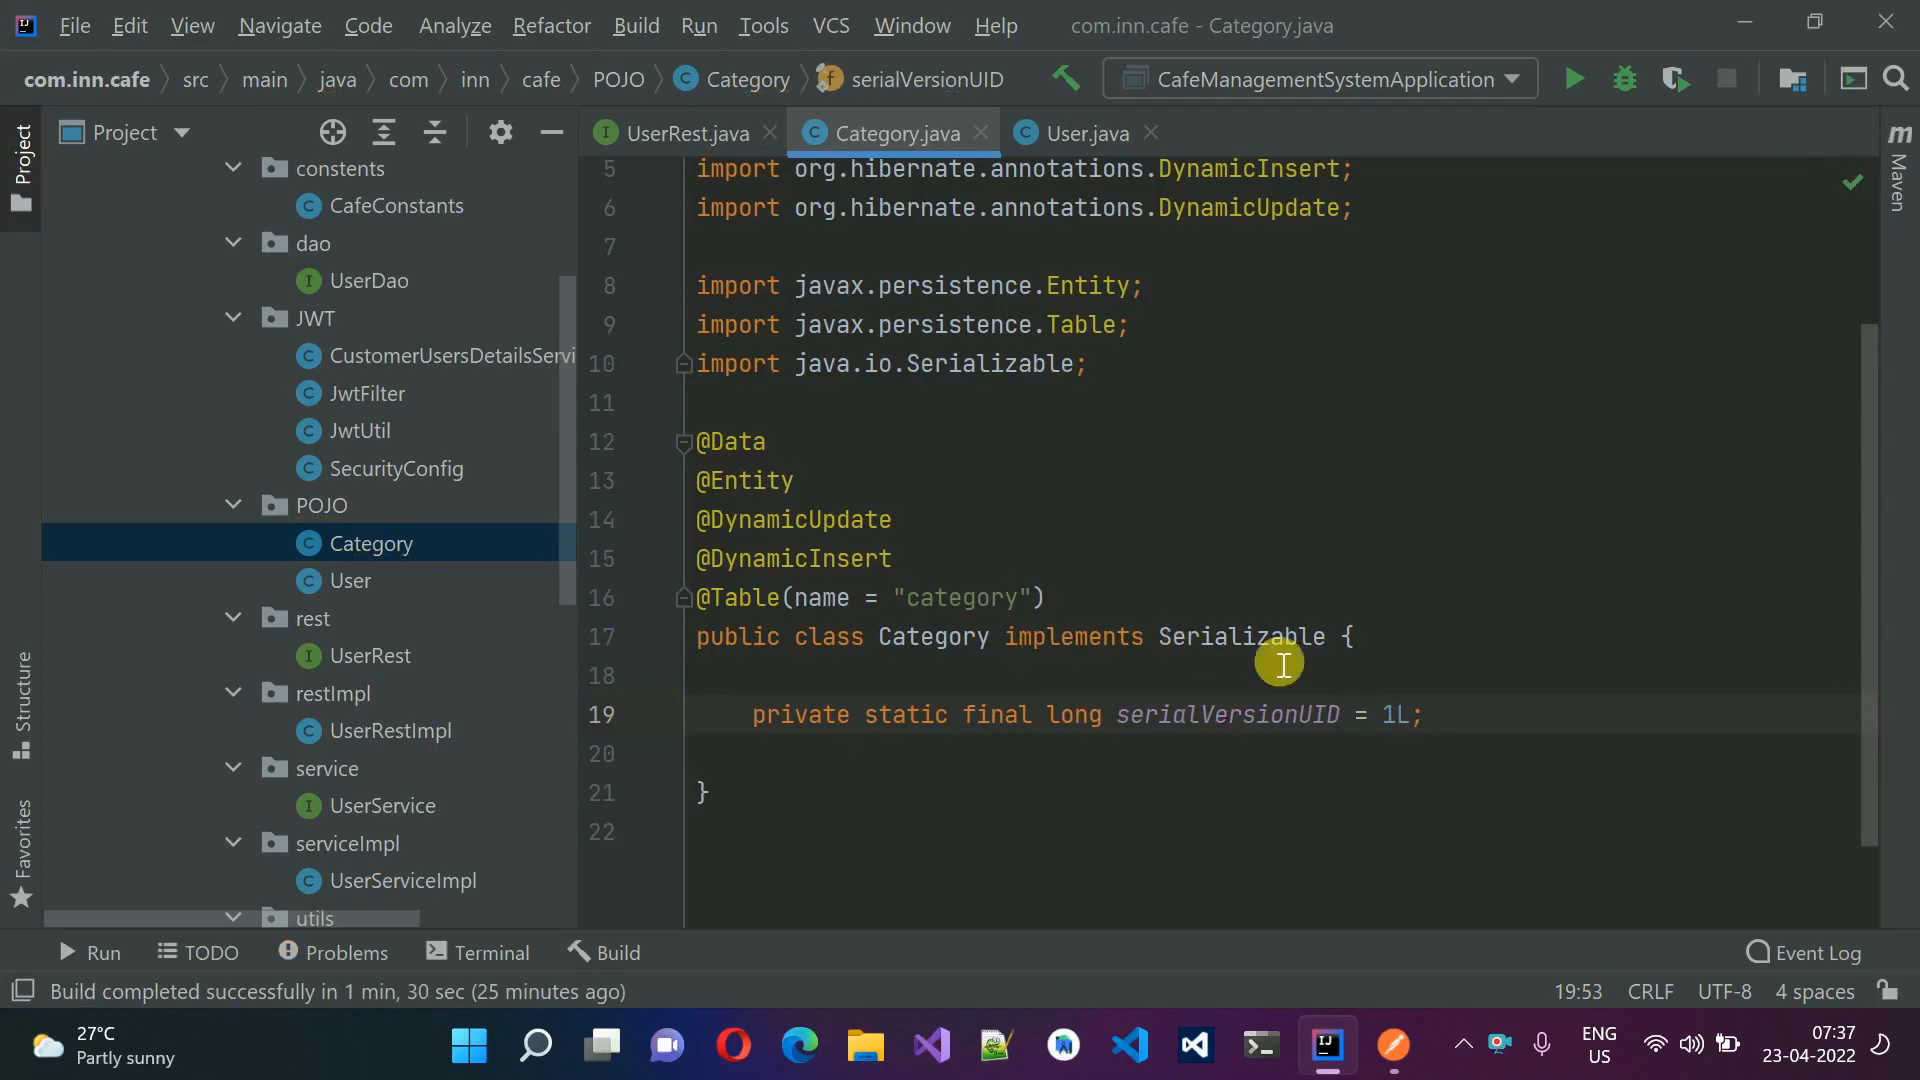 File Edit View Navigate Code Analyze Refactor Build Run Tools VCS Window Help com.inn.cafe - Category.java
com.inn.cafe src main java com inn cafe POJO Category serialVersionUID CafeManagementSystemApplication
Project
UserRest.java Category.java User.java
Project
Structure
Favorites
Maven
constents
CafeConstants
dao
UserDao
JWT
CustomerUsersDetailsServi
JwtFilter
JwtUtil
SecurityConfig
POJO
Category
User
rest
UserRest
restImpl
UserRestImpl
service
UserService
serviceImpl
UserServiceImpl
utils
5 import org.hibernate.annotations.DynamicInsert;
6 import org.hibernate.annotations.DynamicUpdate;
7
8 import javax.persistence.Entity;
9 import javax.persistence.Table;
10 import java.io.Serializable;
11
12 @Data
13 @Entity
14 @DynamicUpdate
15 @DynamicInsert
16 @Table(name = "category")
17 public class Category implements Serializable {
18
19 private static final long serialVersionUID = 1L;
20
21 }
22
Run TODO Problems Terminal Build Event Log
Build completed successfully in 1 min, 30 sec (25 minutes ago) 19:53 CRLF UTF-8 4 spaces
27°C
Partly sunny
ENG
US
07:37
23-04-2022